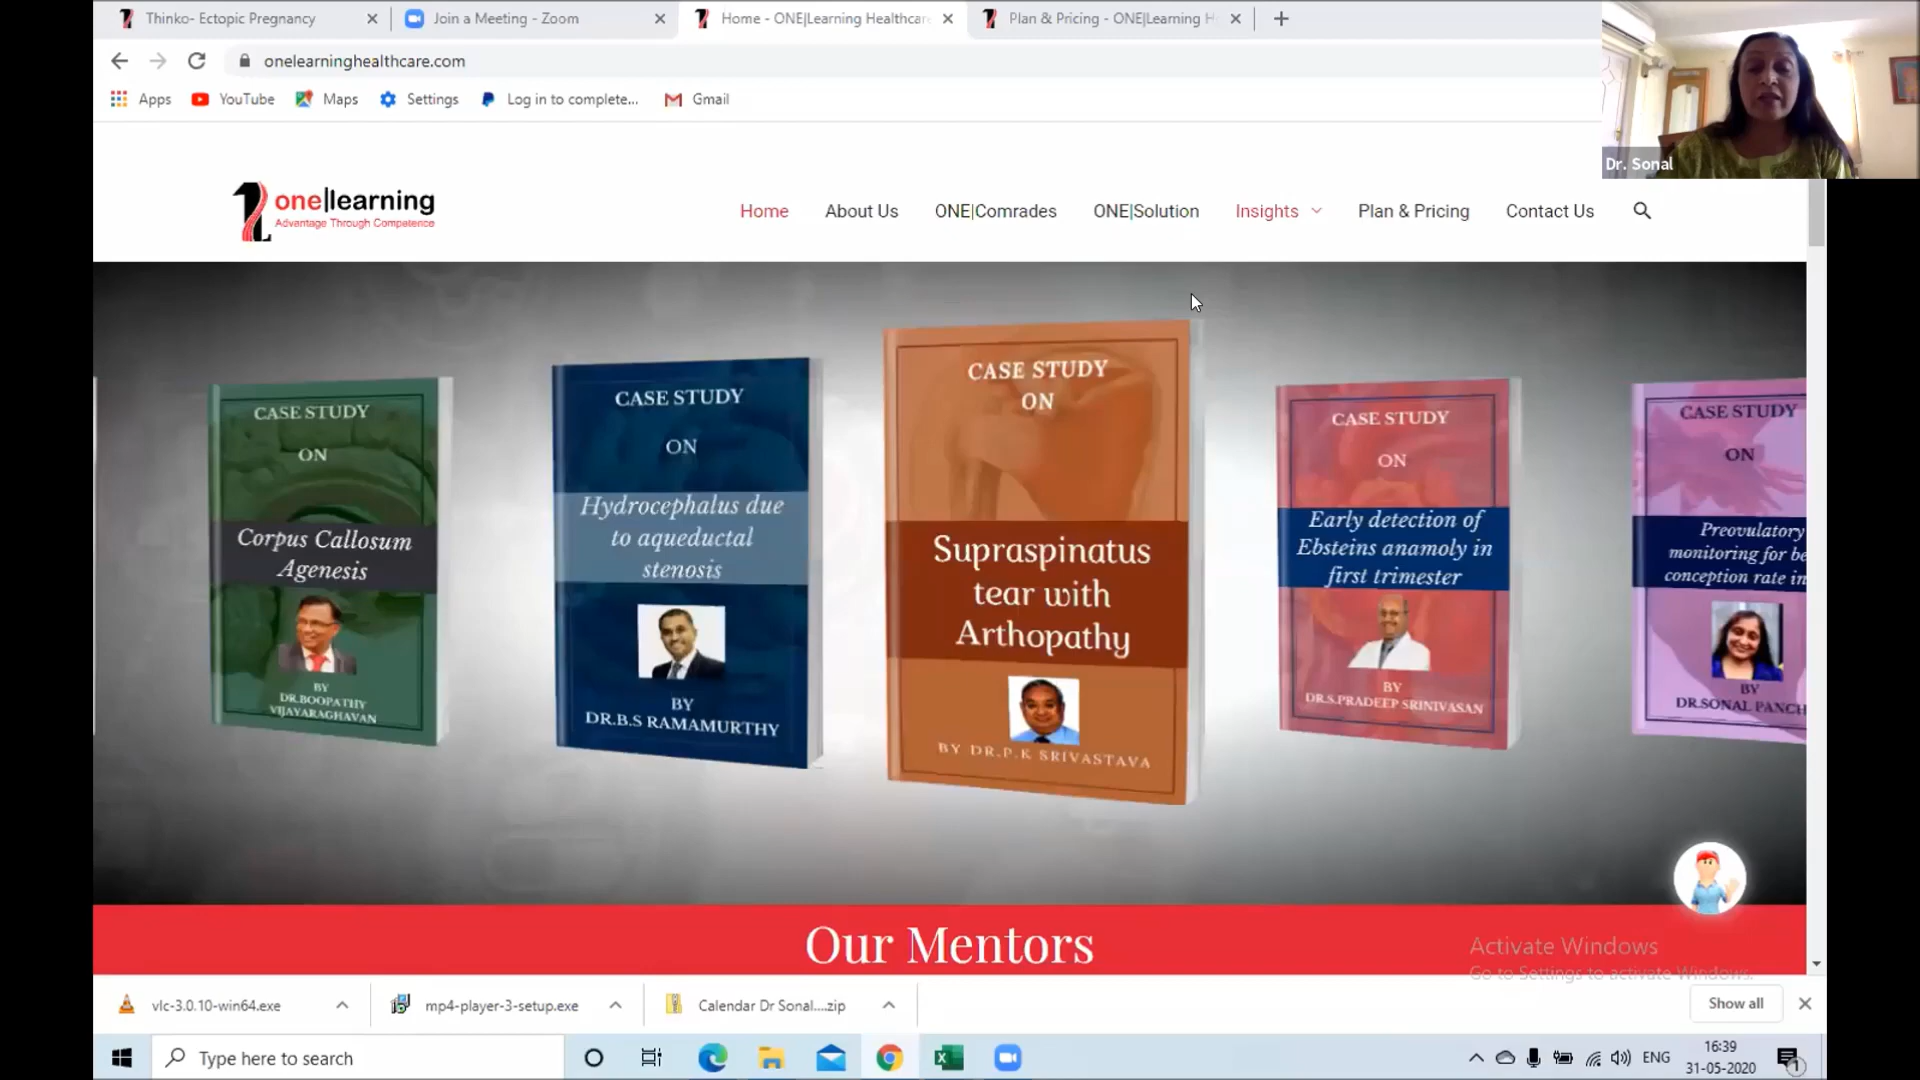 Thinko- Ectopic Pregnancy
Join a Meeting - Zoom
Home - ONE|Learning Healthcare
Plan & Pricing - ONE|Learning H
onelearninghealthcare.com
Apps
YouTube
Maps
Settings
Log in to complete...
Gmail
Dr. Sonal
one|learning
Advantage Through Competence
Home
About Us
ONE|Comrades
ONE|Solution
Insights
Plan & Pricing
Contact Us
CASE STUDY
ON
Corpus Callosum
Agenesis
BY
DR.BOOPATHY
VIJAYARAGHAVAN
CASE STUDY
ON
Hydrocephalus due
to aqueductal
stenosis
BY
DR.B.S RAMAMURTHY
CASE STUDY
ON
Supraspinatus
tear with
Arthopathy
BY DR.P.K SRIVASTAVA
CASE STUDY
ON
Early detection of
Ebsteins anamoly in
first trimester
BY
DR.S.PRADEEP SRINIVASAN
CASE STUDY
ON
Preovulatory
monitoring for be
conception rate in
BY
DR.SONAL PANCH
Our Mentors
Activate Windows
Go to Settings to activate Windows.
vlc-3.0.10-win64.exe
mp4-player-3-setup.exe
Calendar Dr Sonal....zip
Show all
Type here to search
ENG
16:39
31-05-2020
1